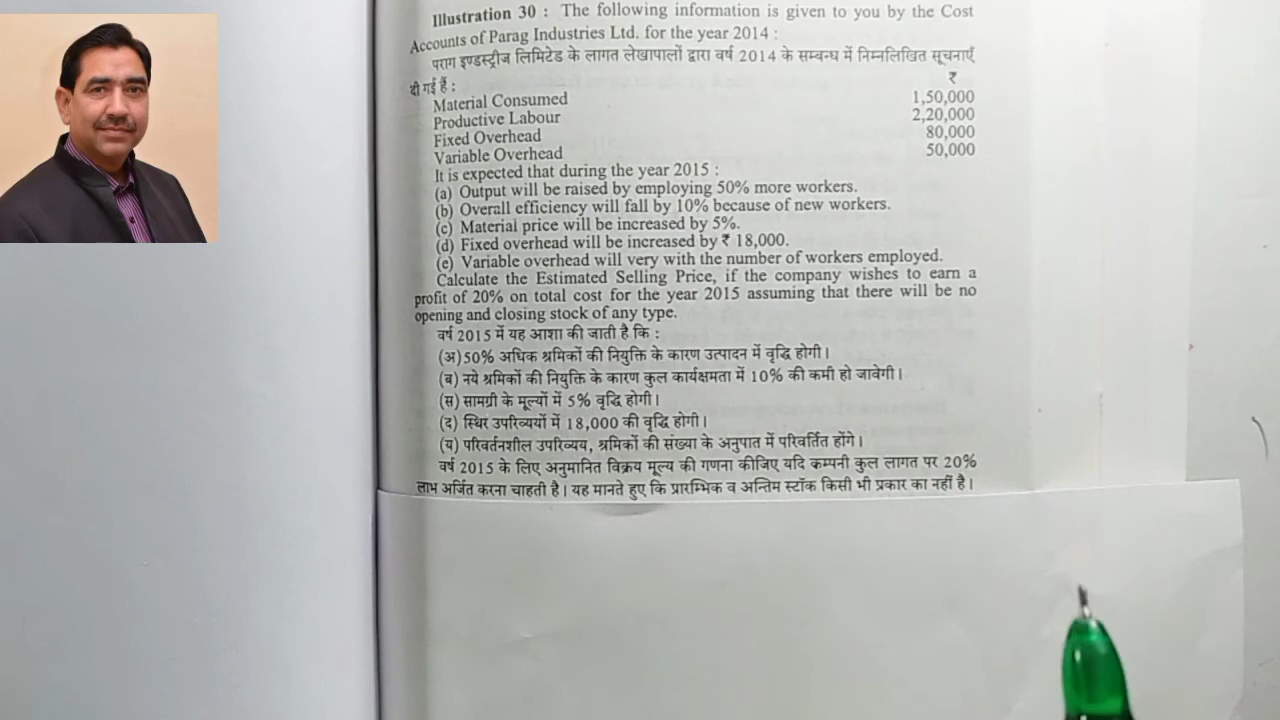 Illustration 30 : The following information is given to you by the Cost
Accounts of Parag Industries Ltd. for the year 2014 :
पराग इण्डस्ट्रीज लिमिटेड के लागत लेखापालों द्वारा वर्ष 2014 के सम्बन्ध में निम्नलिखित सूचनाएँ
दी गई हैं :
₹
Material Consumed 1,50,000
Productive Labour 2,20,000
Fixed Overhead 80,000
Variable Overhead 50,000
It is expected that during the year 2015 :
(a) Output will be raised by employing 50% more workers.
(b) Overall efficiency will fall by 10% because of new workers.
(c) Material price will be increased by 5%.
(d) Fixed overhead will be increased by ₹ 18,000.
(e) Variable overhead will very with the number of workers employed.
Calculate the Estimated Selling Price, if the company wishes to earn a
profit of 20% on total cost for the year 2015 assuming that there will be no
opening and closing stock of any type.
वर्ष 2015 में यह आशा की जाती है कि :
(अ) 50% अधिक श्रमिकों की नियुक्ति के कारण उत्पादन में वृद्धि होगी।
(ब) नये श्रमिकों की नियुक्ति के कारण कुल कार्यक्षमता में 10% की कमी हो जावेगी।
(स) सामग्री के मूल्यों में 5% वृद्धि होगी।
(द) स्थिर उपरिव्ययों में 18,000 की वृद्धि होगी।
(य) परिवर्तनशील उपरिव्यय, श्रमिकों की संख्या के अनुपात में परिवर्तित होंगे।
वर्ष 2015 के लिए अनुमानित विक्रय मूल्य की गणना कीजिए यदि कम्पनी कुल लागत पर 20%
लाभ अर्जित करना चाहती है। यह मानते हुए कि प्रारम्भिक व अन्तिम स्टॉक किसी भी प्रकार का नहीं है।